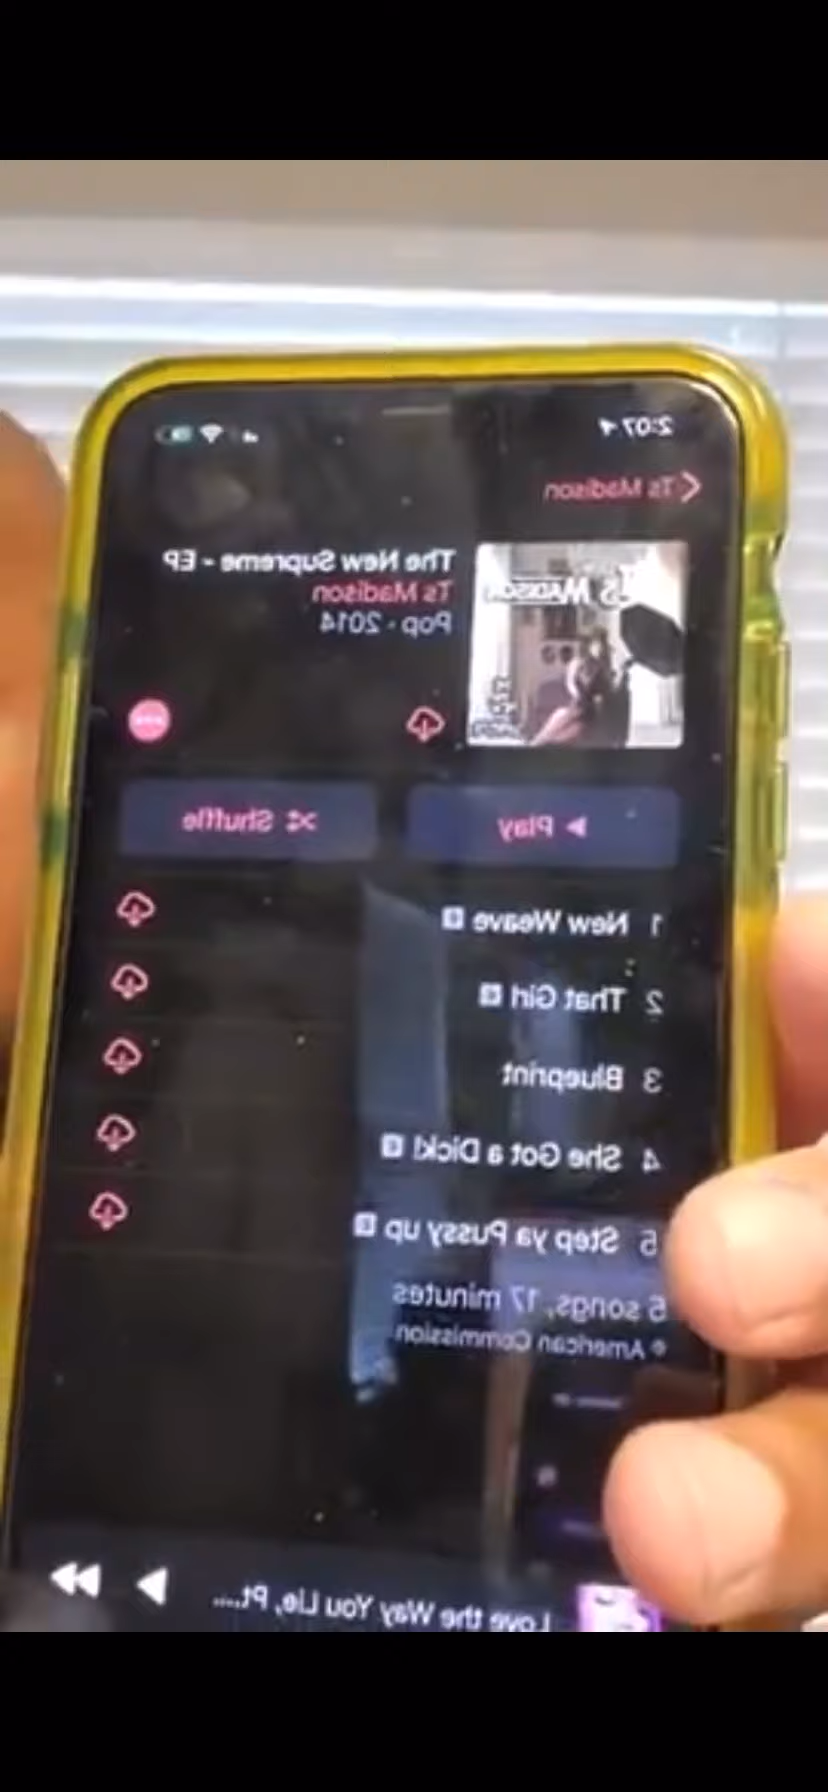 2:07
Ts Madison
TS MADISON
The New Supreme - EP
Ts Madison
Pop · 2014
Play
Shuffle
1 New Weave E
2 That Girl E
3 Blueprint
4 She Got a Dick! E
5 Step ya Pussy up E
5 songs, 17 minutes
American Commission
Love the Way You Lie, Pt....